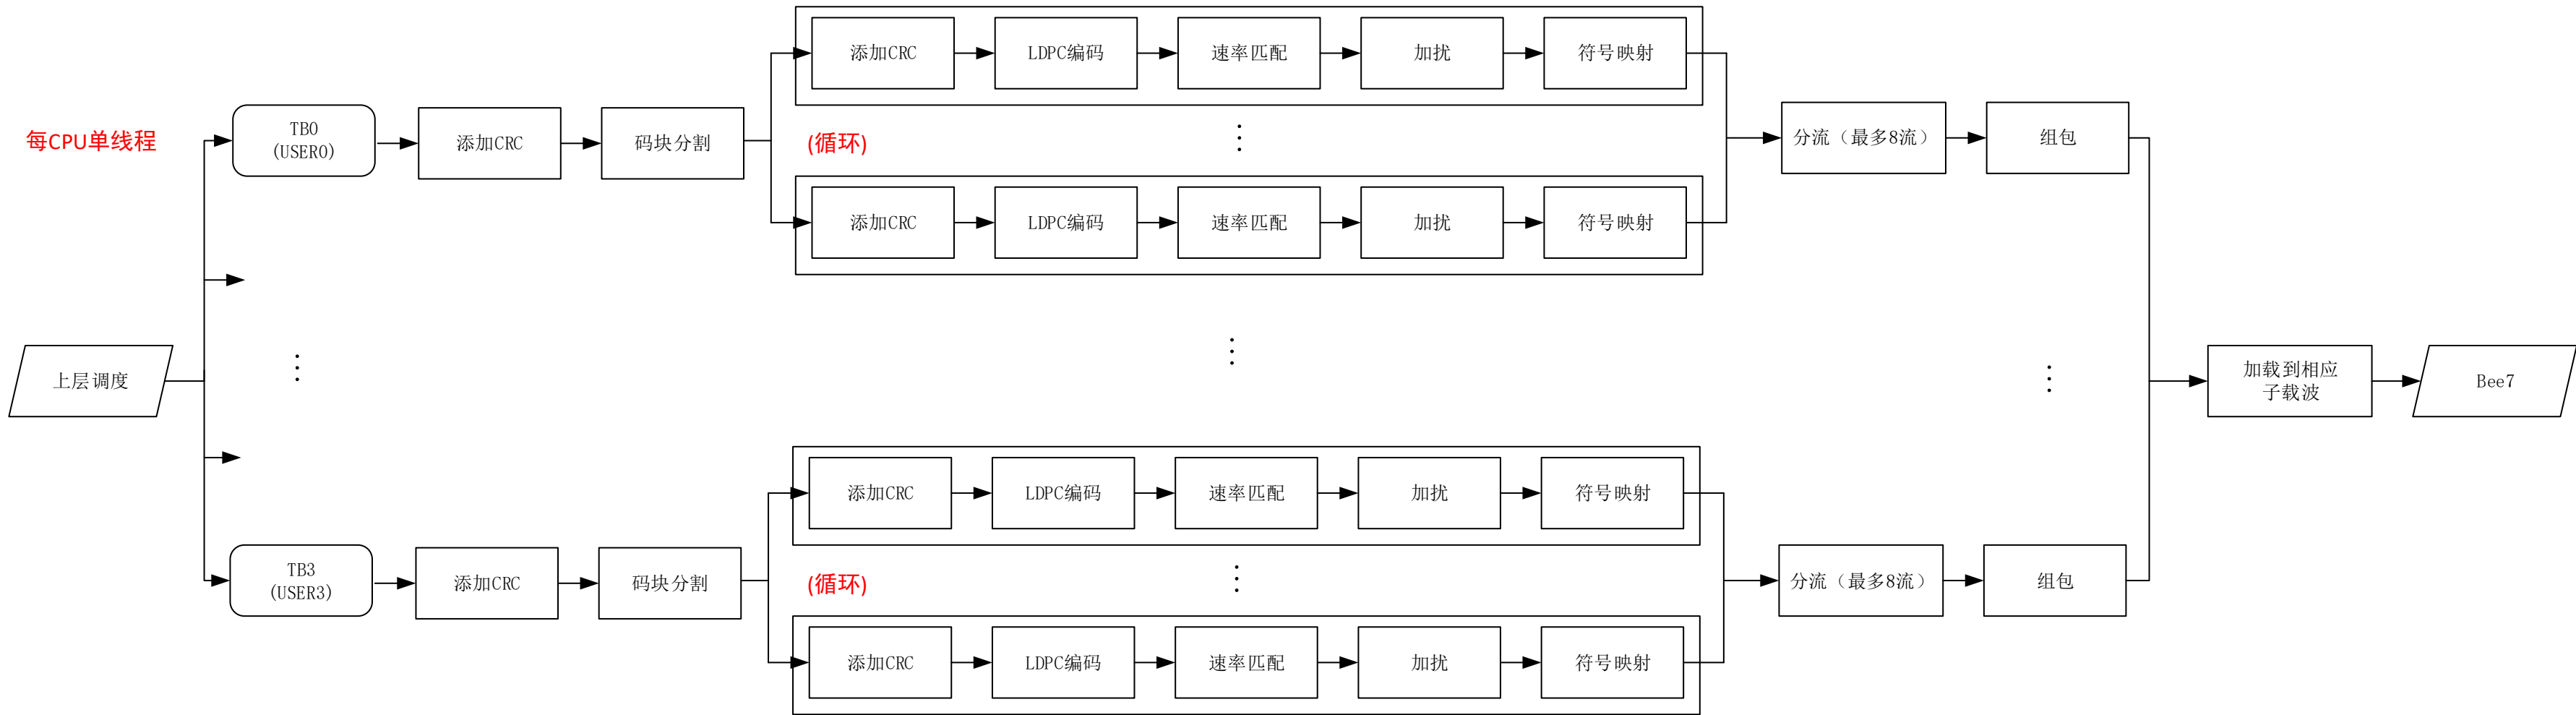 添加CRC
LDPC编码
速率匹配
加扰
符号映射
每CPU单线程
TB0
(USER0)
添加CRC
码块分割
(循环)
分流（最多8流）
组包
添加CRC
LDPC编码
速率匹配
加扰
符号映射
上层调度
加载到相应
子载波
Bee7
添加CRC
LDPC编码
速率匹配
加扰
符号映射
TB3
(USER3)
添加CRC
码块分割
(循环)
分流（最多8流）
组包
添加CRC
LDPC编码
速率匹配
加扰
符号映射